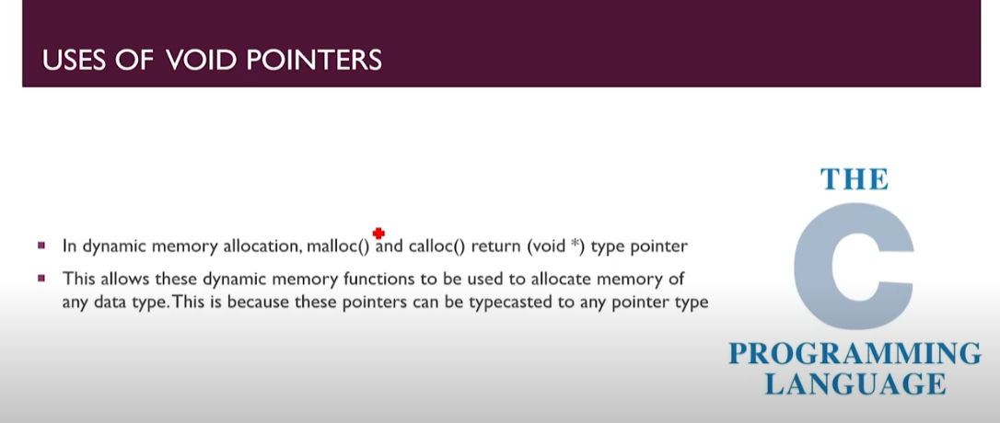 USES OF VOID POINTERS
In dynamic memory allocation, malloc() and calloc() return (void *) type pointer
This allows these dynamic memory functions to be used to allocate memory of
any data type. This is because these pointers can be typecasted to any pointer type
THE
C
PROGRAMMING
LANGUAGE